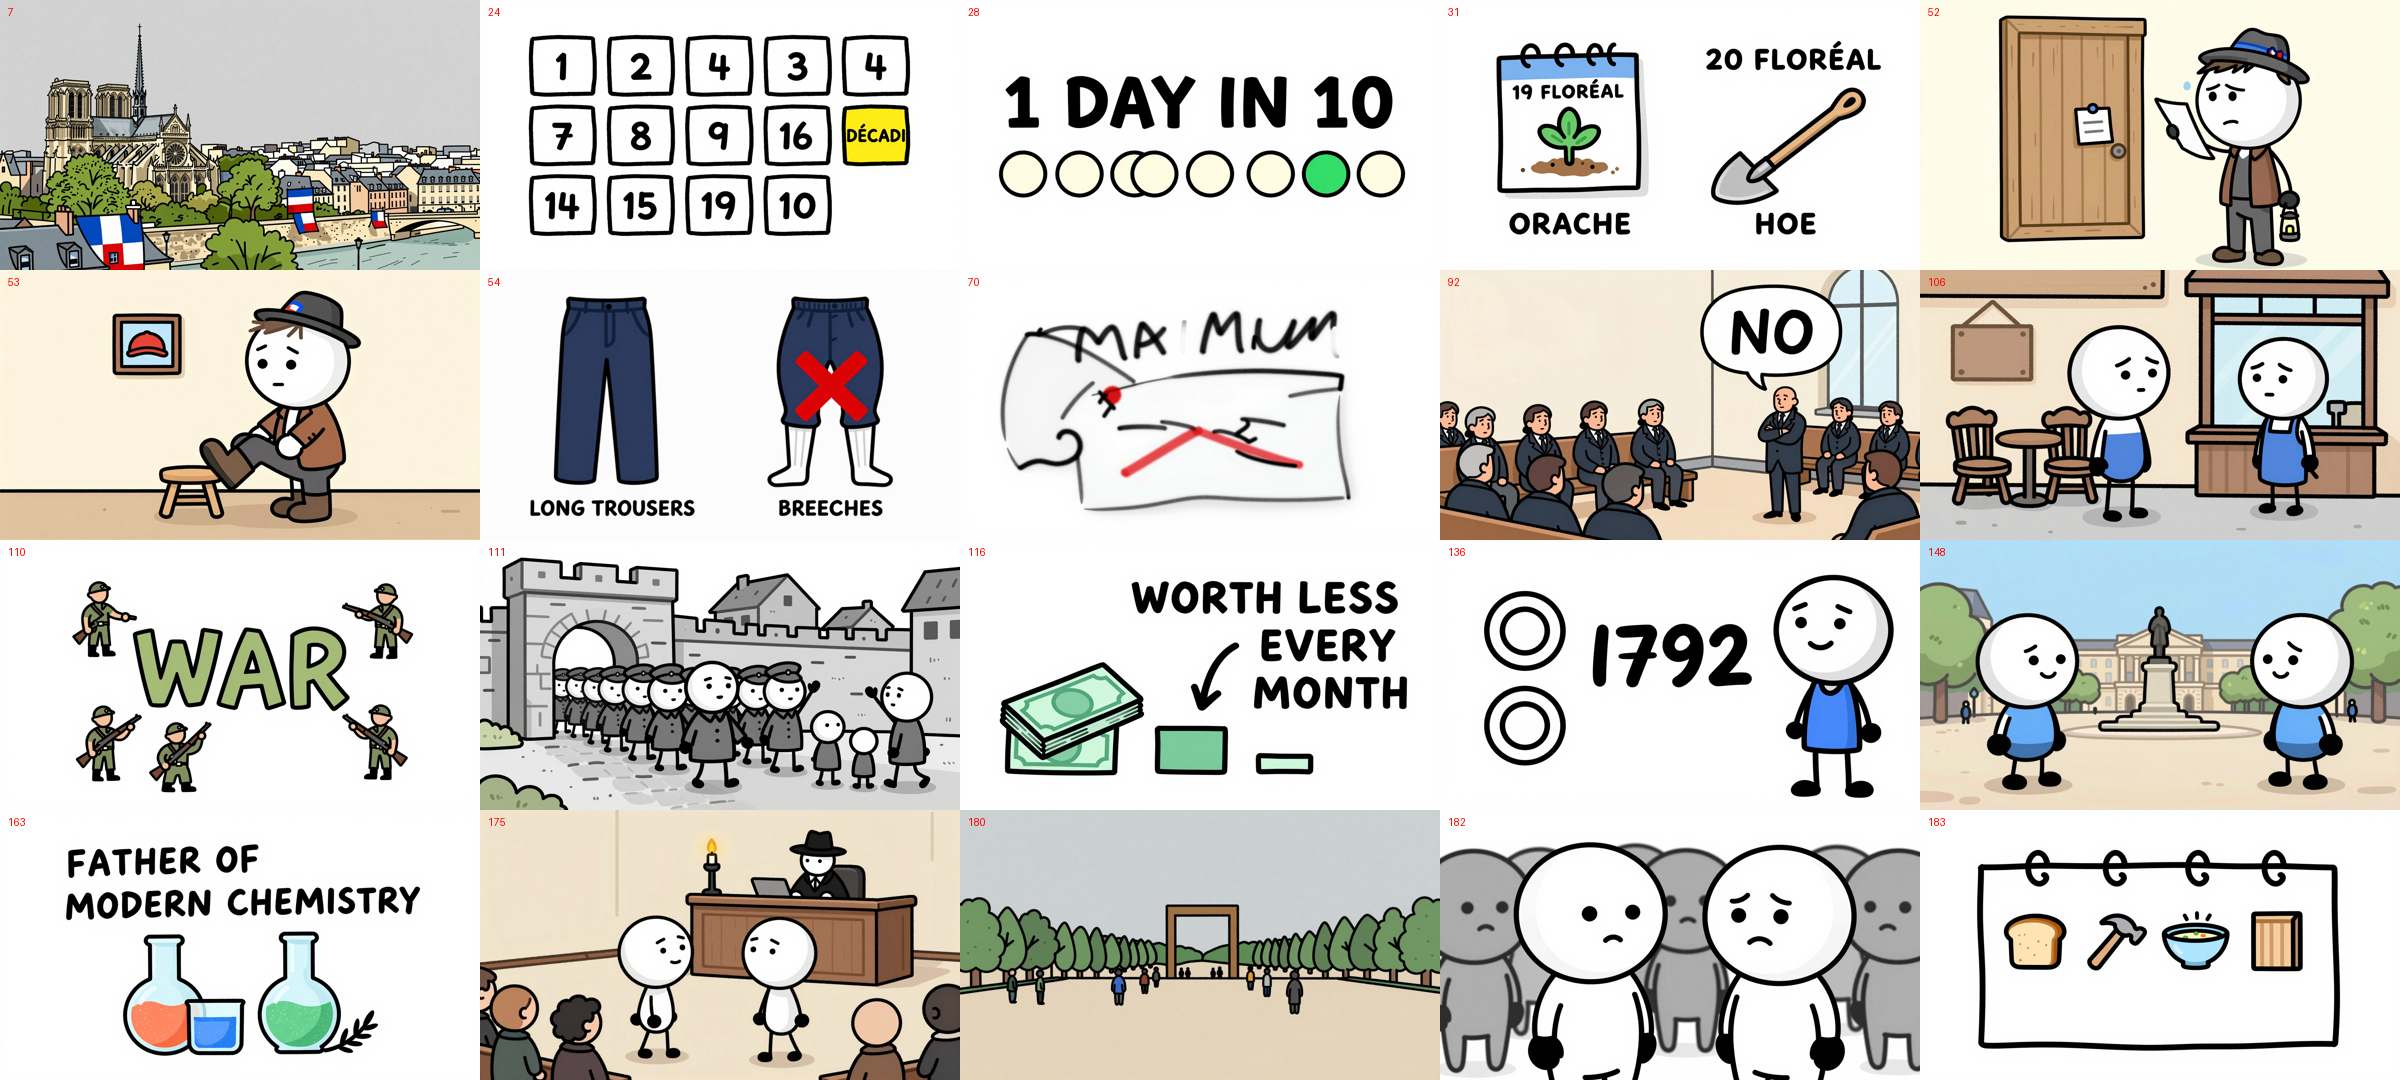 7
24
1 2 4 3 4
7 8 9 16 DÉCADI
14 15 19 10
28
1 DAY IN 10
31
19 FLORÉAL
ORACHE
20 FLORÉAL
HOE
52
53
54
LONG TROUSERS
BREECHES
70
MAXIMUM
92
NO
106
110
WAR
111
116
WORTH LESS
EVERY
MONTH
136
1792
148
163
FATHER OF
MODERN CHEMISTRY
175
180
182
183